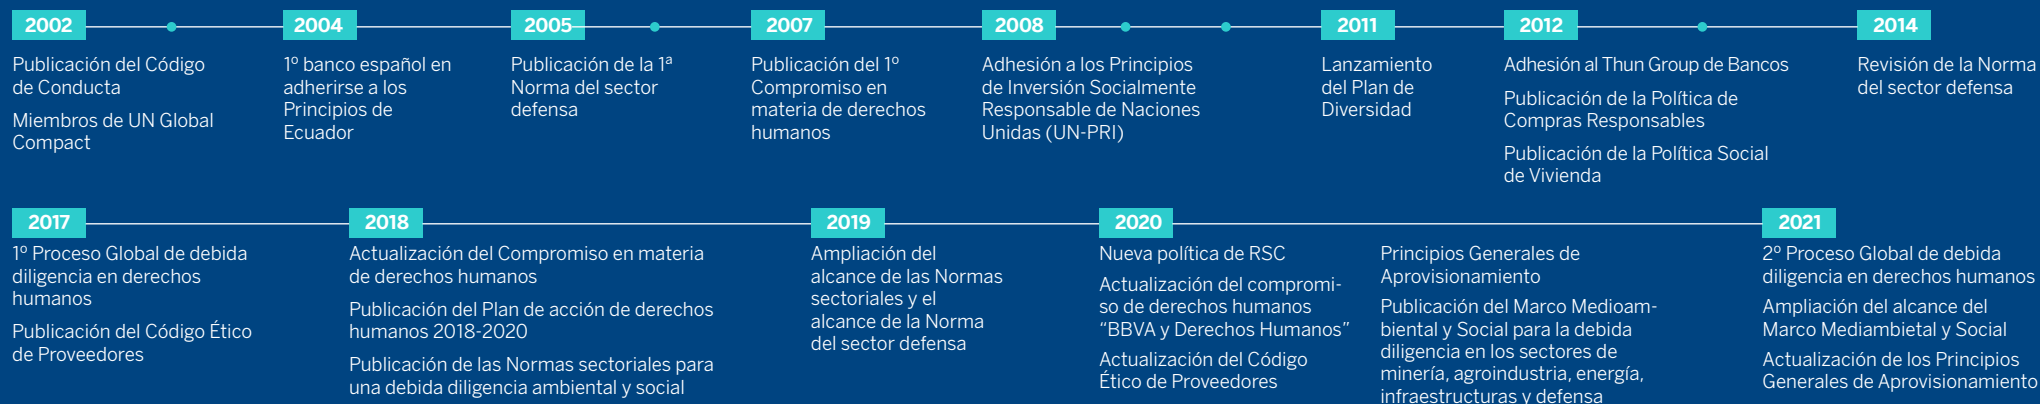 2002
Publicación del Código
de Conducta
Miembros de UN Global
Compact
2004
1º banco español en
adherirse a los
Principios de
Ecuador
2005
Publicación de la 1ª
Norma del sector
defensa
2007
Publicación del 1º
Compromiso en
materia de derechos
humanos
2008
Adhesión a los Principios
de Inversión Socialmente
Responsable de Naciones
Unidas (UN-PRI)
2011
Lanzamiento
del Plan de
Diversidad
2012
Adhesión al Thun Group de Bancos
Publicación de la Política de
Compras Responsables
Publicación de la Política Social
de Vivienda
2014
Revisión de la Norma
del sector defensa
2017
1º Proceso Global de debida
diligencia en derechos
humanos
Publicación del Código Ético
de Proveedores
2018
Actualización del Compromiso en materia
de derechos humanos
Publicación del Plan de acción de derechos
humanos 2018-2020
Publicación de las Normas sectoriales para
una debida diligencia ambiental y social
2019
Ampliación del
alcance de las Normas
sectoriales y el
alcance de la Norma
del sector defensa
2020
Nueva política de RSC
Actualización del compromi-
so de derechos humanos
“BBVA y Derechos Humanos”
Actualización del Código
Ético de Proveedores
Principios Generales de
Aprovisionamiento
Publicación del Marco Medioam-
biental y Social para la debida
diligencia en los sectores de
minería, agroindustria, energía,
infraestructuras y defensa
2021
2º Proceso Global de debida
diligencia en derechos humanos
Ampliación del alcance del
Marco Mediambietal y Social
Actualización de los Principios
Generales de Aprovisionamiento